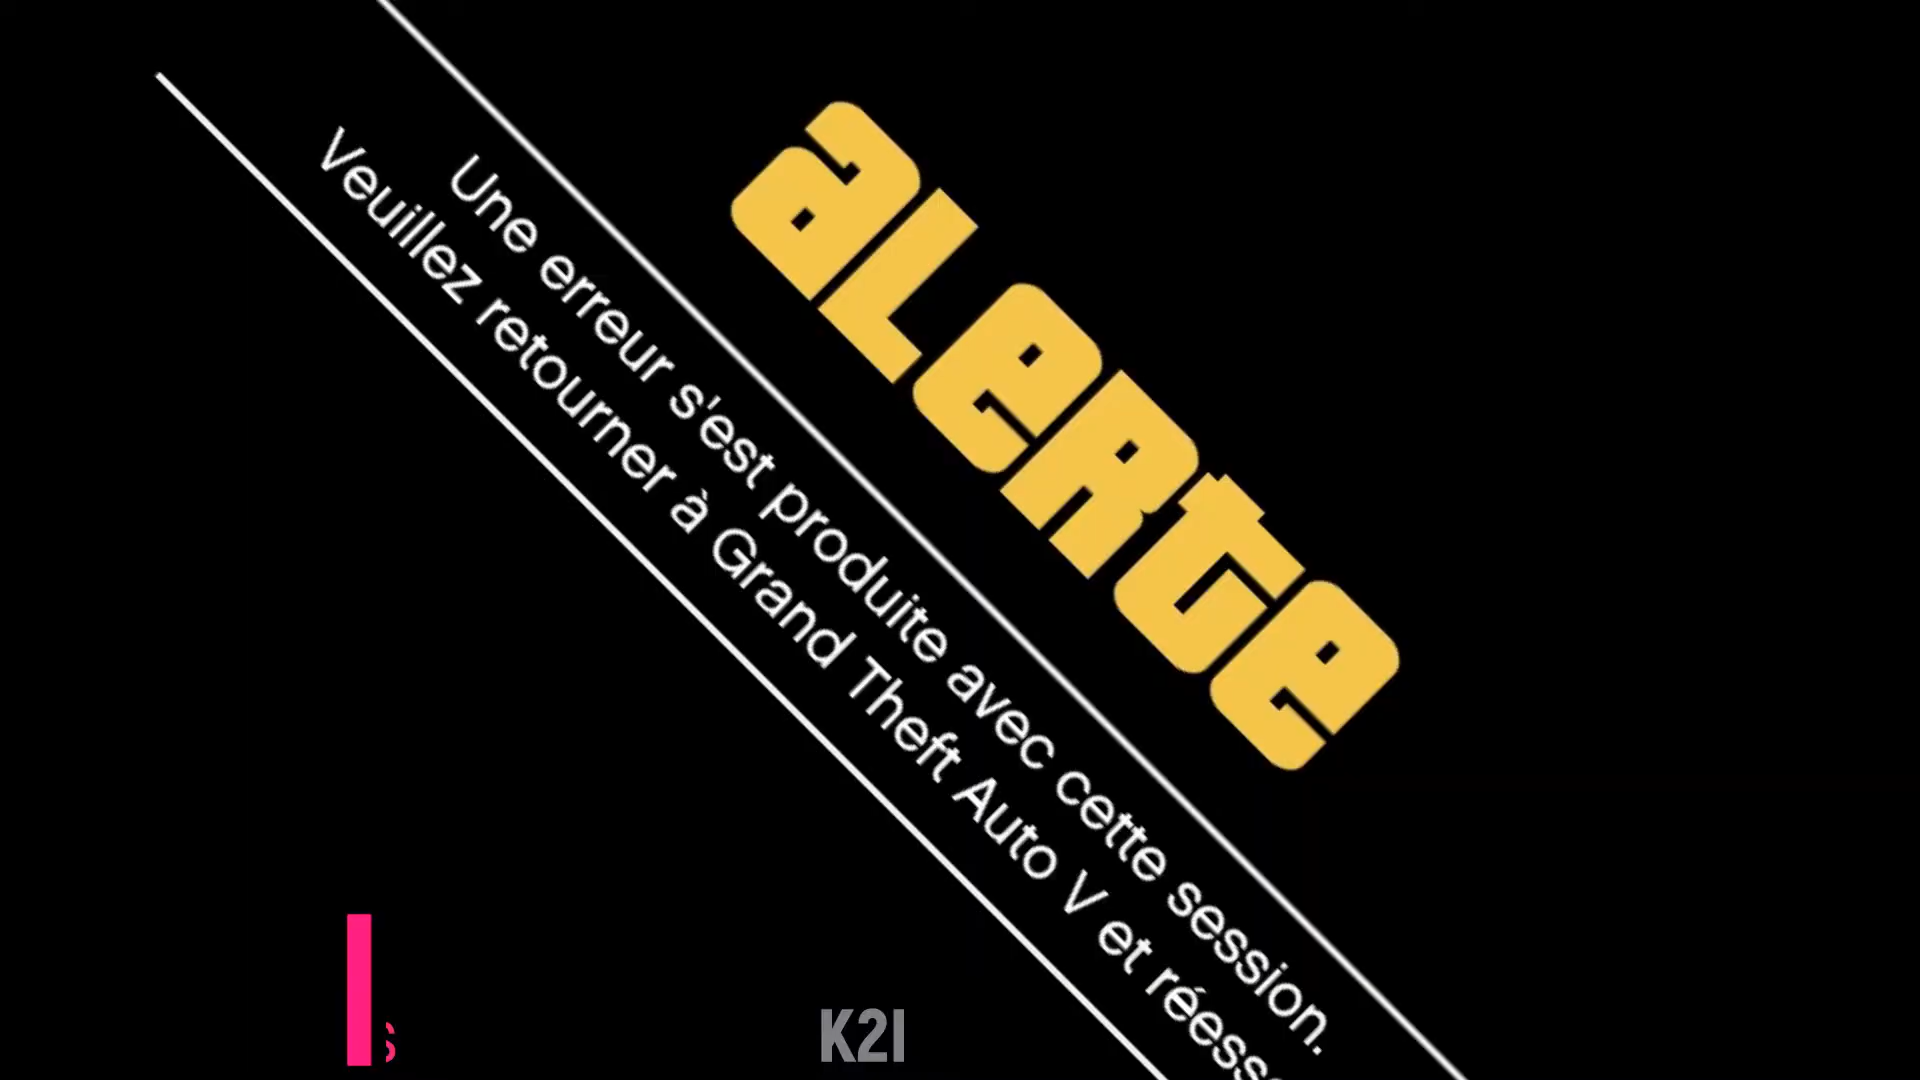 aLeRte
Une erreur s'est produite avec cette session.
Veuillez retourner à Grand Theft Auto V et
K2I